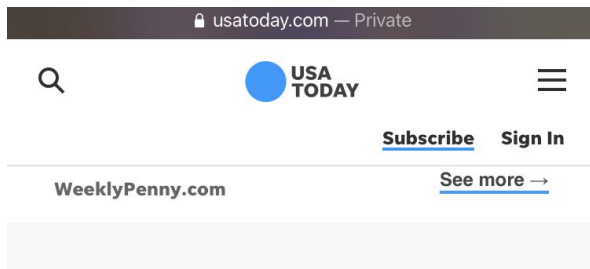 usatoday.com — Private
USA
TODAY
Subscribe Sign In
WeeklyPenny.com See more →